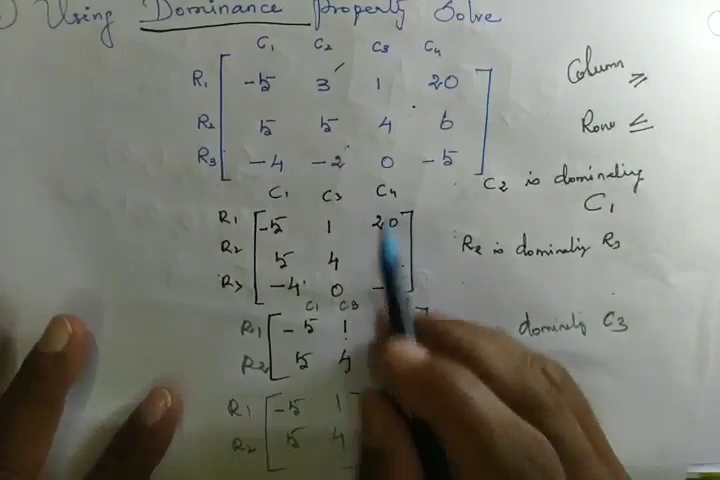 Using Dominance Property Solve
C1 C2 C3 C4
R1 -5 3 1 20
R2 5 5 4 6
R3 -4 -2 0 -5
Column ≥
Row ≤
C1 C3 C4
R1 -5 1 20
R2 5 4
R3 -4 0 -
C2 is dominating
C1
R2 is dominating R3
C1 C3
R1 -5 1
R2 5 4
dominating C3
R1 -5 1
R2 5 4